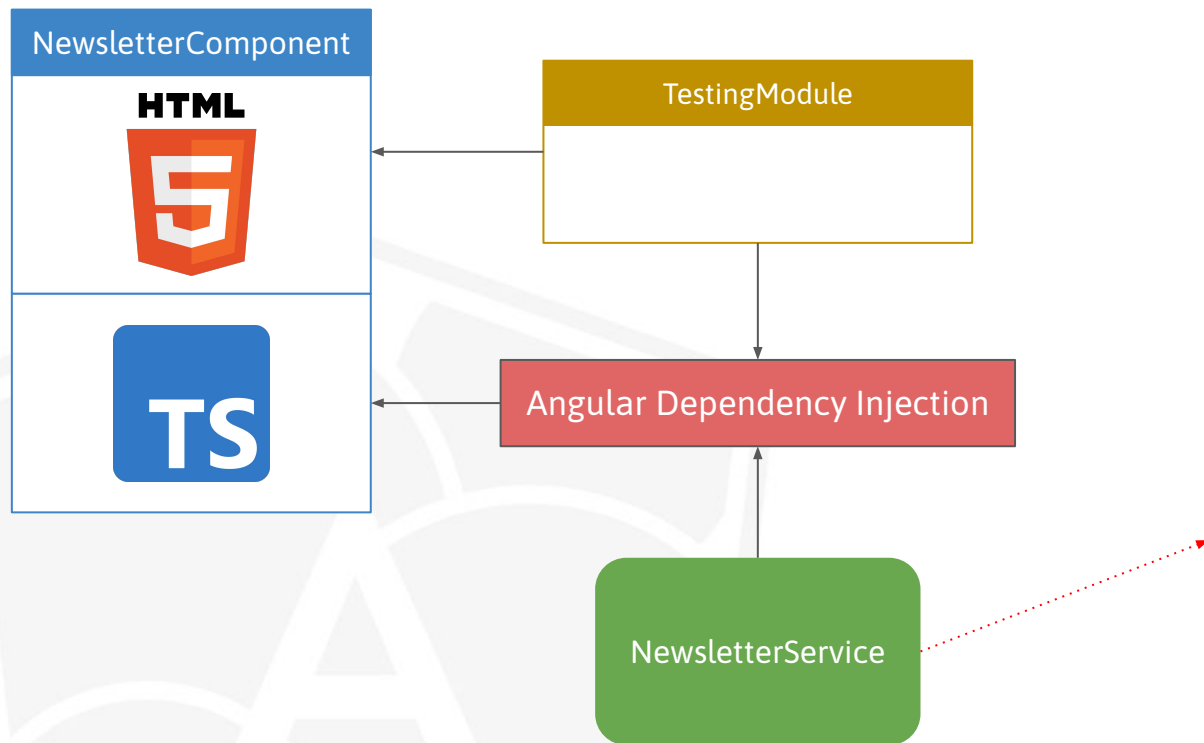 NewsletterComponent
HTML
5
TS
TestingModule
Angular Dependency Injection
NewsletterService